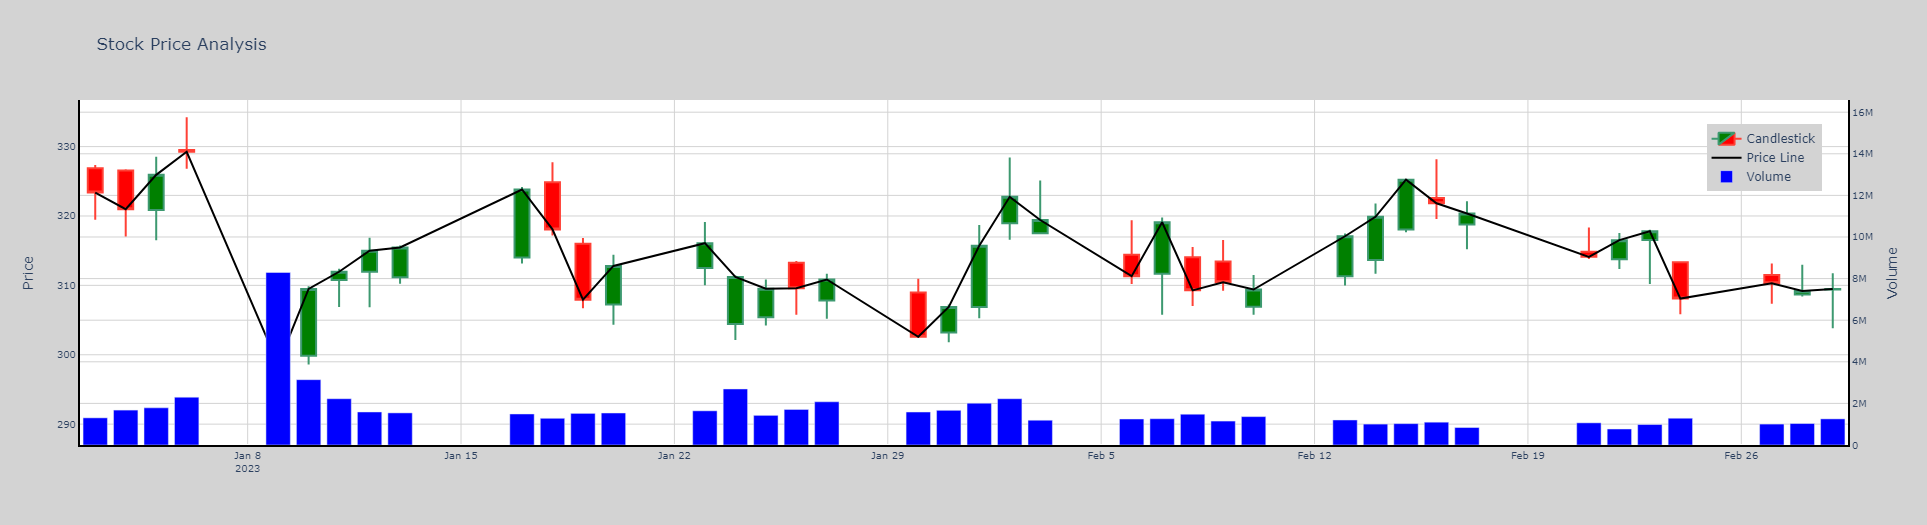 Stock Price Analysis
Price
330
320
310
300
290
16M
14M
12M
10M
8M
6M
4M
2M
0
Volume
Candlestick
Price Line
Volume
Jan 8
2023
Jan 15
Jan 22
Jan 29
Feb 5
Feb 12
Feb 19
Feb 26